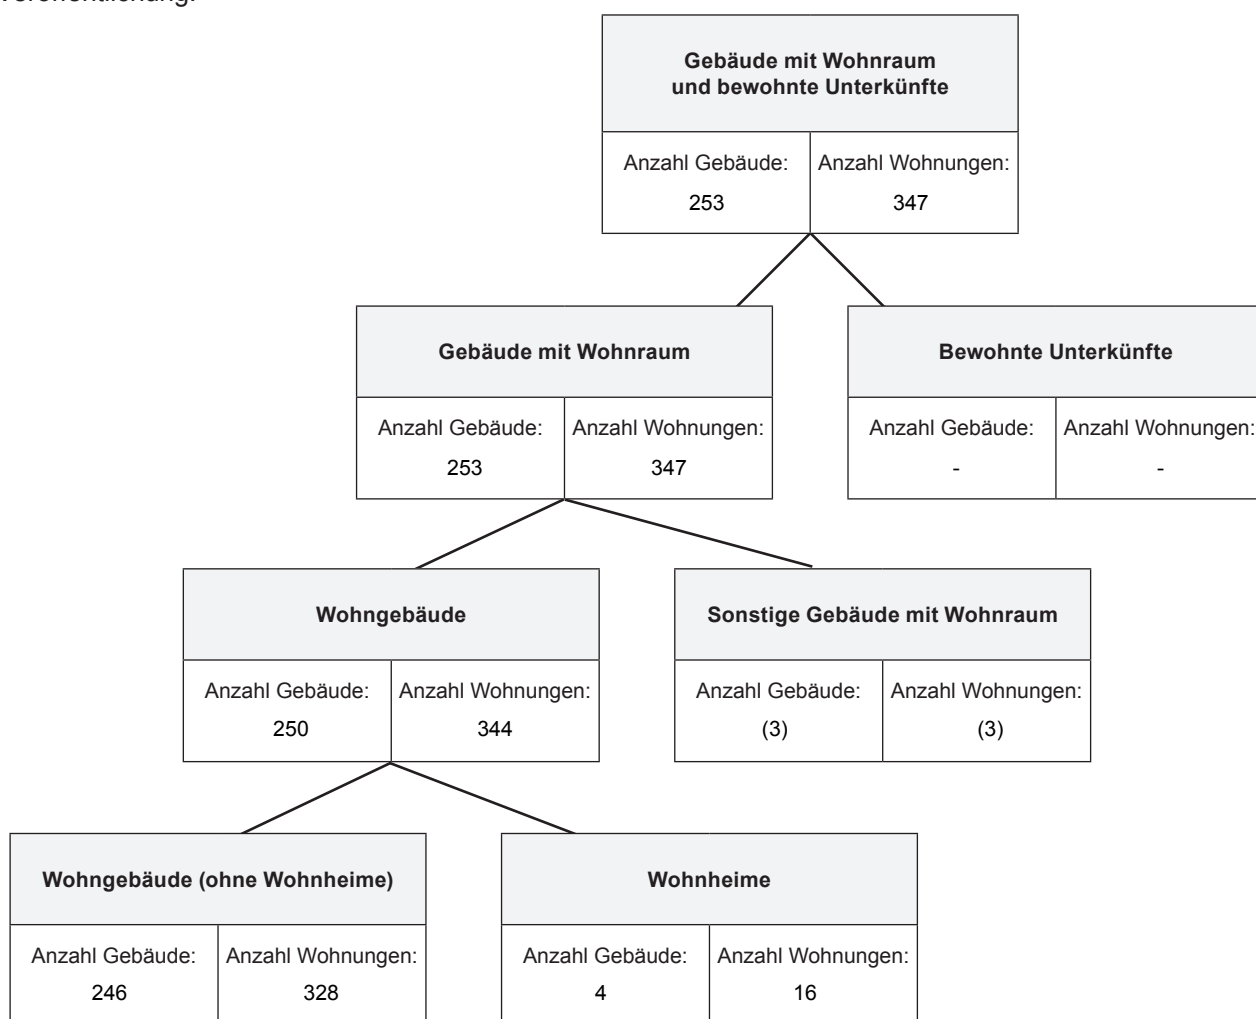 Veröffentlichung.
Gebäude mit Wohnraum
und bewohnte Unterkünfte
Anzahl Gebäude: Anzahl Wohnungen:
253 347
Gebäude mit Wohnraum Bewohnte Unterkünfte
Anzahl Gebäude: Anzahl Wohnungen: Anzahl Gebäude: Anzahl Wohnungen:
253 347 - -
Wohngebäude Sonstige Gebäude mit Wohnraum
Anzahl Gebäude: Anzahl Wohnungen: Anzahl Gebäude: Anzahl Wohnungen:
250 344 (3) (3)
Wohngebäude (ohne Wohnheime) Wohnheime
Anzahl Gebäude: Anzahl Wohnungen: Anzahl Gebäude: Anzahl Wohnungen:
246 328 4 16